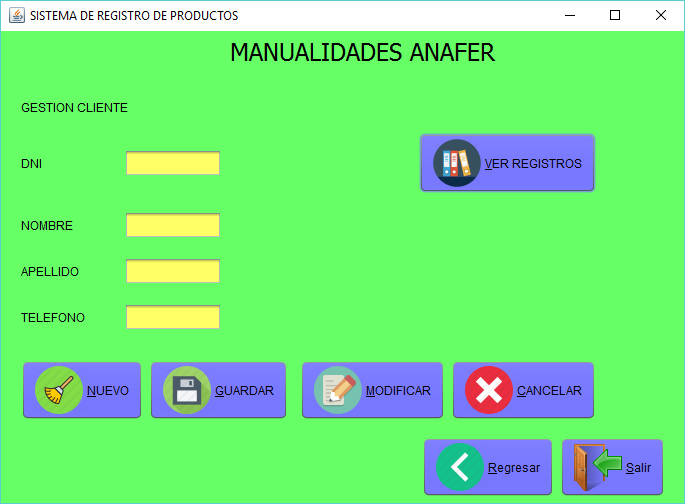 SISTEMA DE REGISTRO DE PRODUCTOS
MANUALIDADES ANAFER
GESTION CLIENTE
DNI
VER REGISTROS
NOMBRE
APELLIDO
TELEFONO
NUEVO
GUARDAR
MODIFICAR
CANCELAR
Regresar
Salir